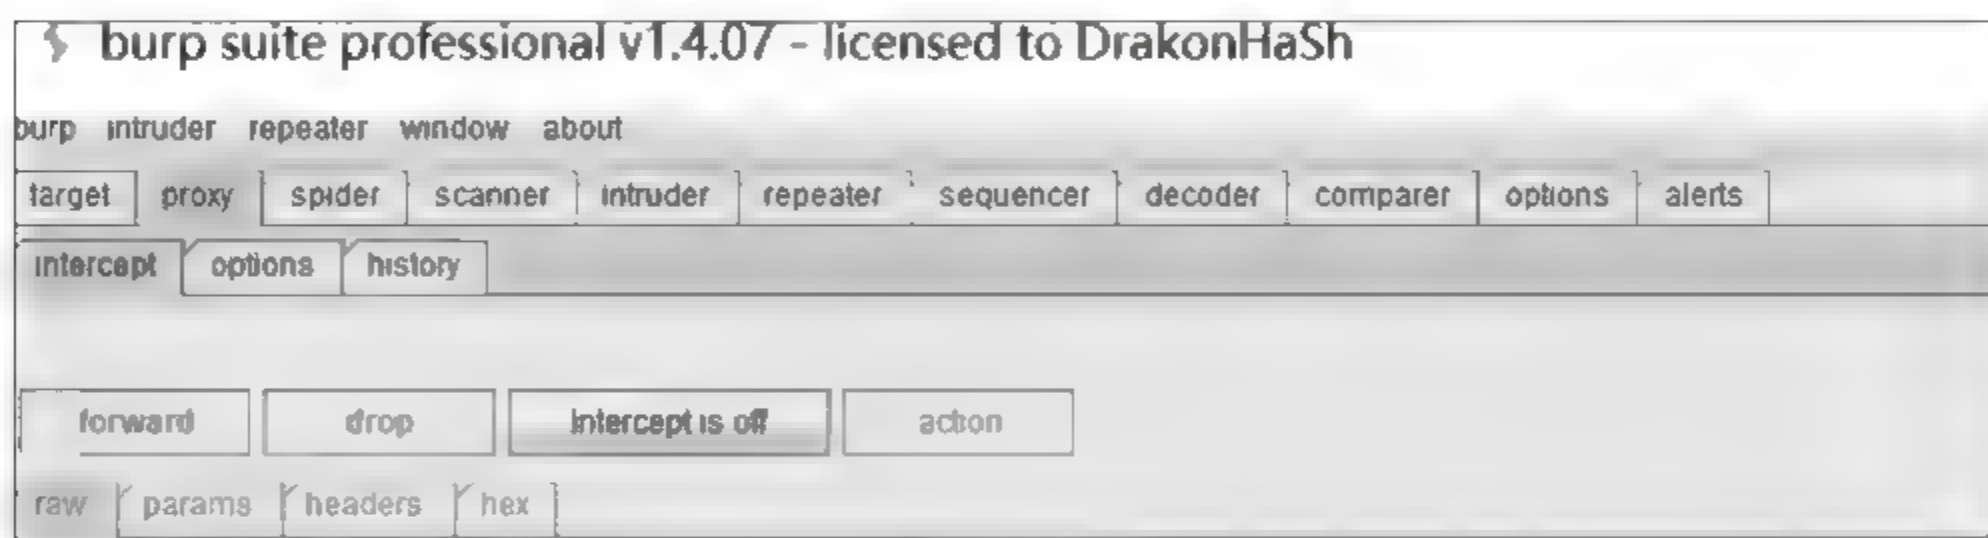 burp suite professional v1.4.07 - licensed to DrakonHaSh
burp intruder repeater window about
target proxy spider scanner intruder repeater sequencer decoder comparer options alerts
intercept options history
forward drop intercept is off action
raw params headers hex